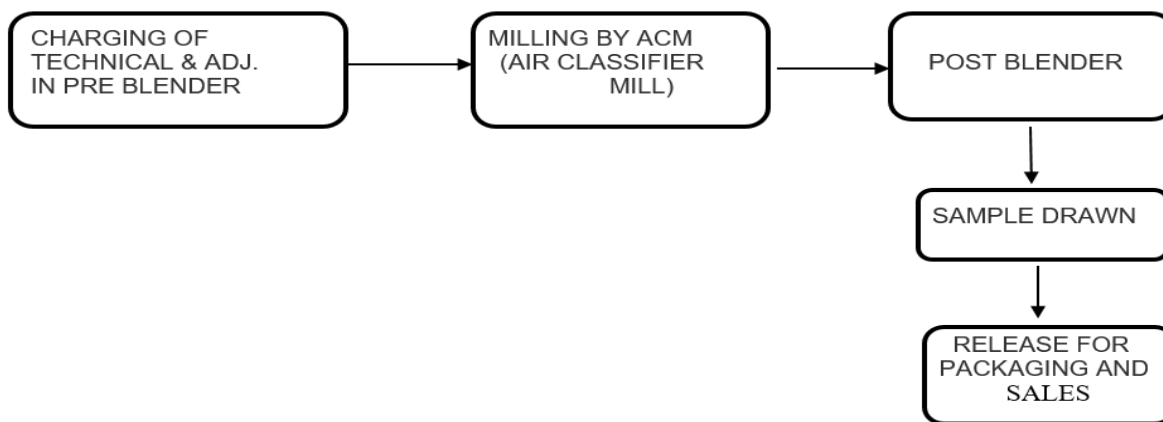 CHARGING OF
TECHNICAL & ADJ.
IN PRE BLENDER
MILLING BY ACM
(AIR CLASSIFIER
MILL)
POST BLENDER
SAMPLE DRAWN
RELEASE FOR
PACKAGING AND
SALES